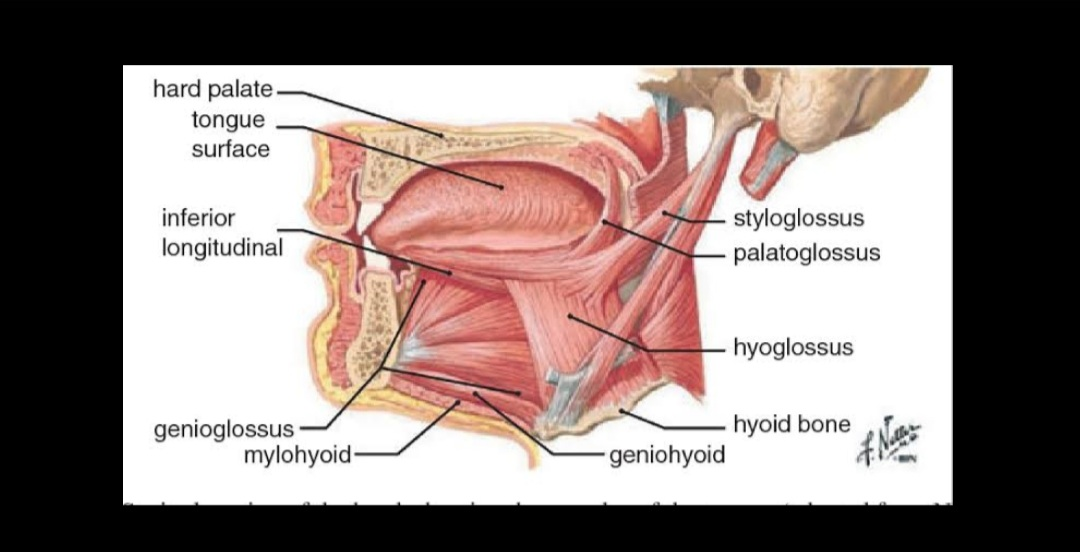 hard palate
tongue
surface
inferior
longitudinal
styloglossus
palatoglossus
hyoglossus
hyoid bone
genioglossus
mylohyoid
geniohyoid